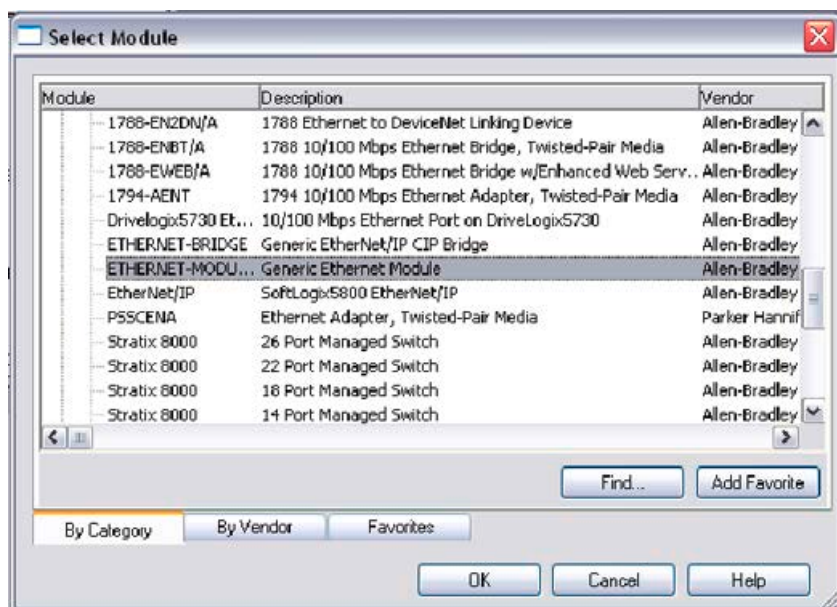 Select Module
Module Description Vendor
1788-EN2DN/A 1788 Ethernet to DeviceNet Linking Device Allen-Bradley
1788-ENBT/A 1788 10/100 Mbps Ethernet Bridge, Twisted-Pair Media Allen-Bradley
1788-EWEB/A 1788 10/100 Mbps Ethernet Bridge w/Enhanced Web Serv... Allen-Bradley
1794-AENT 1794 10/100 Mbps Ethernet Adapter, Twisted-Pair Media Allen-Bradley
Drivelogix5730 Et... 10/100 Mbps Ethernet Port on DriveLogix5730 Allen-Bradley
ETHERNET-BRIDGE Generic EtherNet/IP CIP Bridge Allen-Bradley
ETHERNET-MODU... Generic Ethernet Module Allen-Bradley
EtherNet/IP SoftLogix5800 EtherNet/IP Allen-Bradley
PSSCENA Ethernet Adapter, Twisted-Pair Media Parker Hannif
Stratix 8000 26 Port Managed Switch Allen-Bradley
Stratix 8000 22 Port Managed Switch Allen-Bradley
Stratix 8000 18 Port Managed Switch Allen-Bradley
Stratix 8000 14 Port Managed Switch Allen-Bradley
Find... Add Favorite
By Category By Vendor Favorites
OK Cancel Help